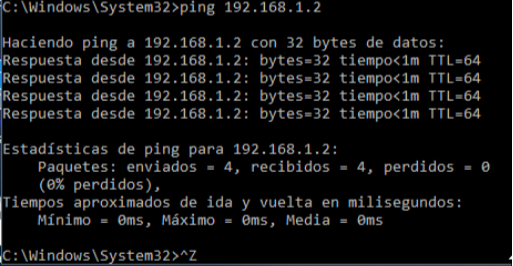 C:\Windows\System32>ping 192.168.1.2
Haciendo ping a 192.168.1.2 con 32 bytes de datos:
Respuesta desde 192.168.1.2: bytes=32 tiempo<1m TTL=64
Respuesta desde 192.168.1.2: bytes=32 tiempo<1m TTL=64
Respuesta desde 192.168.1.2: bytes=32 tiempo<1m TTL=64
Respuesta desde 192.168.1.2: bytes=32 tiempo<1m TTL=64
Estadísticas de ping para 192.168.1.2:
Paquetes: enviados = 4, recibidos = 4, perdidos = 0
(0% perdidos),
Tiempos aproximados de ida y vuelta en milisegundos:
Mínimo = 0ms, Máximo = 0ms, Media = 0ms
C:\Windows\System32>^Z